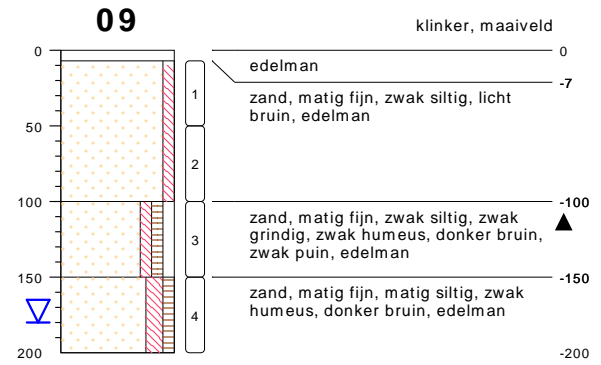 09
klinker, maaiveld
0
0
edelman
-7
1
zand, matig fijn, zwak siltig, licht
bruin, edelman
50
2
100
-100
zand, matig fijn, zwak siltig, zwak
grindig, zwak humeus, donker bruin,
zwak puin, edelman
3
150
-150
zand, matig fijn, matig siltig, zwak
humeus, donker bruin, edelman
4
200
-200